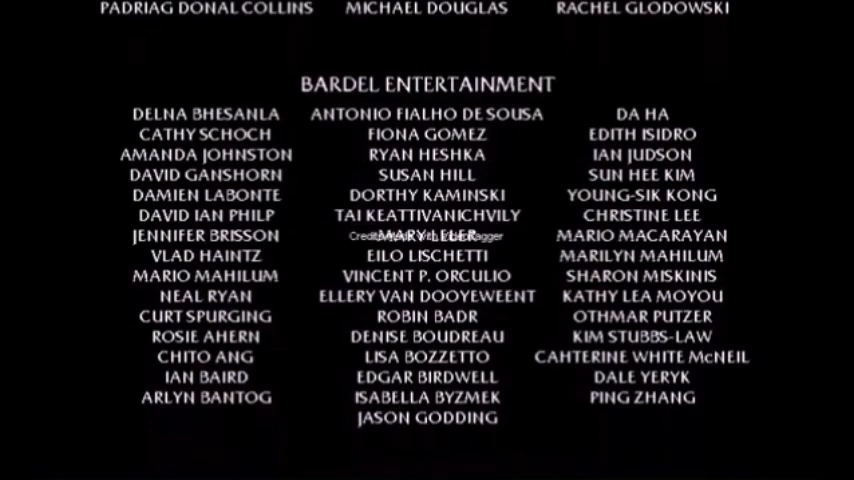 PADRIAG DONAL COLLINS MICHAEL DOUGLAS RACHEL GLODOWSKI
BARDEL ENTERTAINMENT
DELNA BHESANLA ANTONIO FIALHO DE SOUSA DA HA
CATHY SCHOCH FIONA GOMEZ EDITH ISIDRO
AMANDA JOHNSTON RYAN HESHKA IAN JUDSON
DAVID GANSHORN SUSAN HILL SUN HEE KIM
DAMIEN LABONTE DORTHY KAMINSKI YOUNG-SIK KONG
DAVID IAN PHILP TAI KEATTIVANICHVILY CHRISTINE LEE
JENNIFER BRISSON MARY MARIO MACARAYAN
VLAD HAINTZ EILO LISCHETTI MARILYN MAHILUM
MARIO MAHILUM VINCENT P. ORCULIO SHARON MISKINIS
NEAL RYAN ELLERY VAN DOOYEWEENT KATHY LEA MOYOU
CURT SPURGING ROBIN BADR OTHMAR PUTZER
ROSIE AHERN DENISE BOUDREAU KIM STUBBS-LAW
CHITO ANG LISA BOZZETTO CAHTERINE WHITE McNEIL
IAN BAIRD EDGAR BIRDWELL DALE YERYK
ARLYN BANTOG ISABELLA BYZMEK PING ZHANG
JASON GODDING